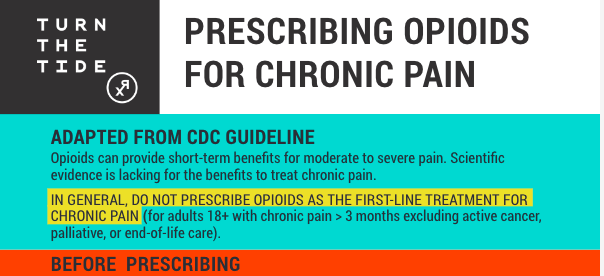 TURN
THE
TIDE
Rx
PRESCRIBING OPIOIDS
FOR CHRONIC PAIN
ADAPTED FROM CDC GUIDELINE
Opioids can provide short-term benefits for moderate to severe pain. Scientific
evidence is lacking for the benefits to treat chronic pain.
IN GENERAL, DO NOT PRESCRIBE OPIOIDS AS THE FIRST-LINE TREATMENT FOR
CHRONIC PAIN (for adults 18+ with chronic pain > 3 months excluding active cancer,
palliative, or end-of-life care).
BEFORE PRESCRIBING